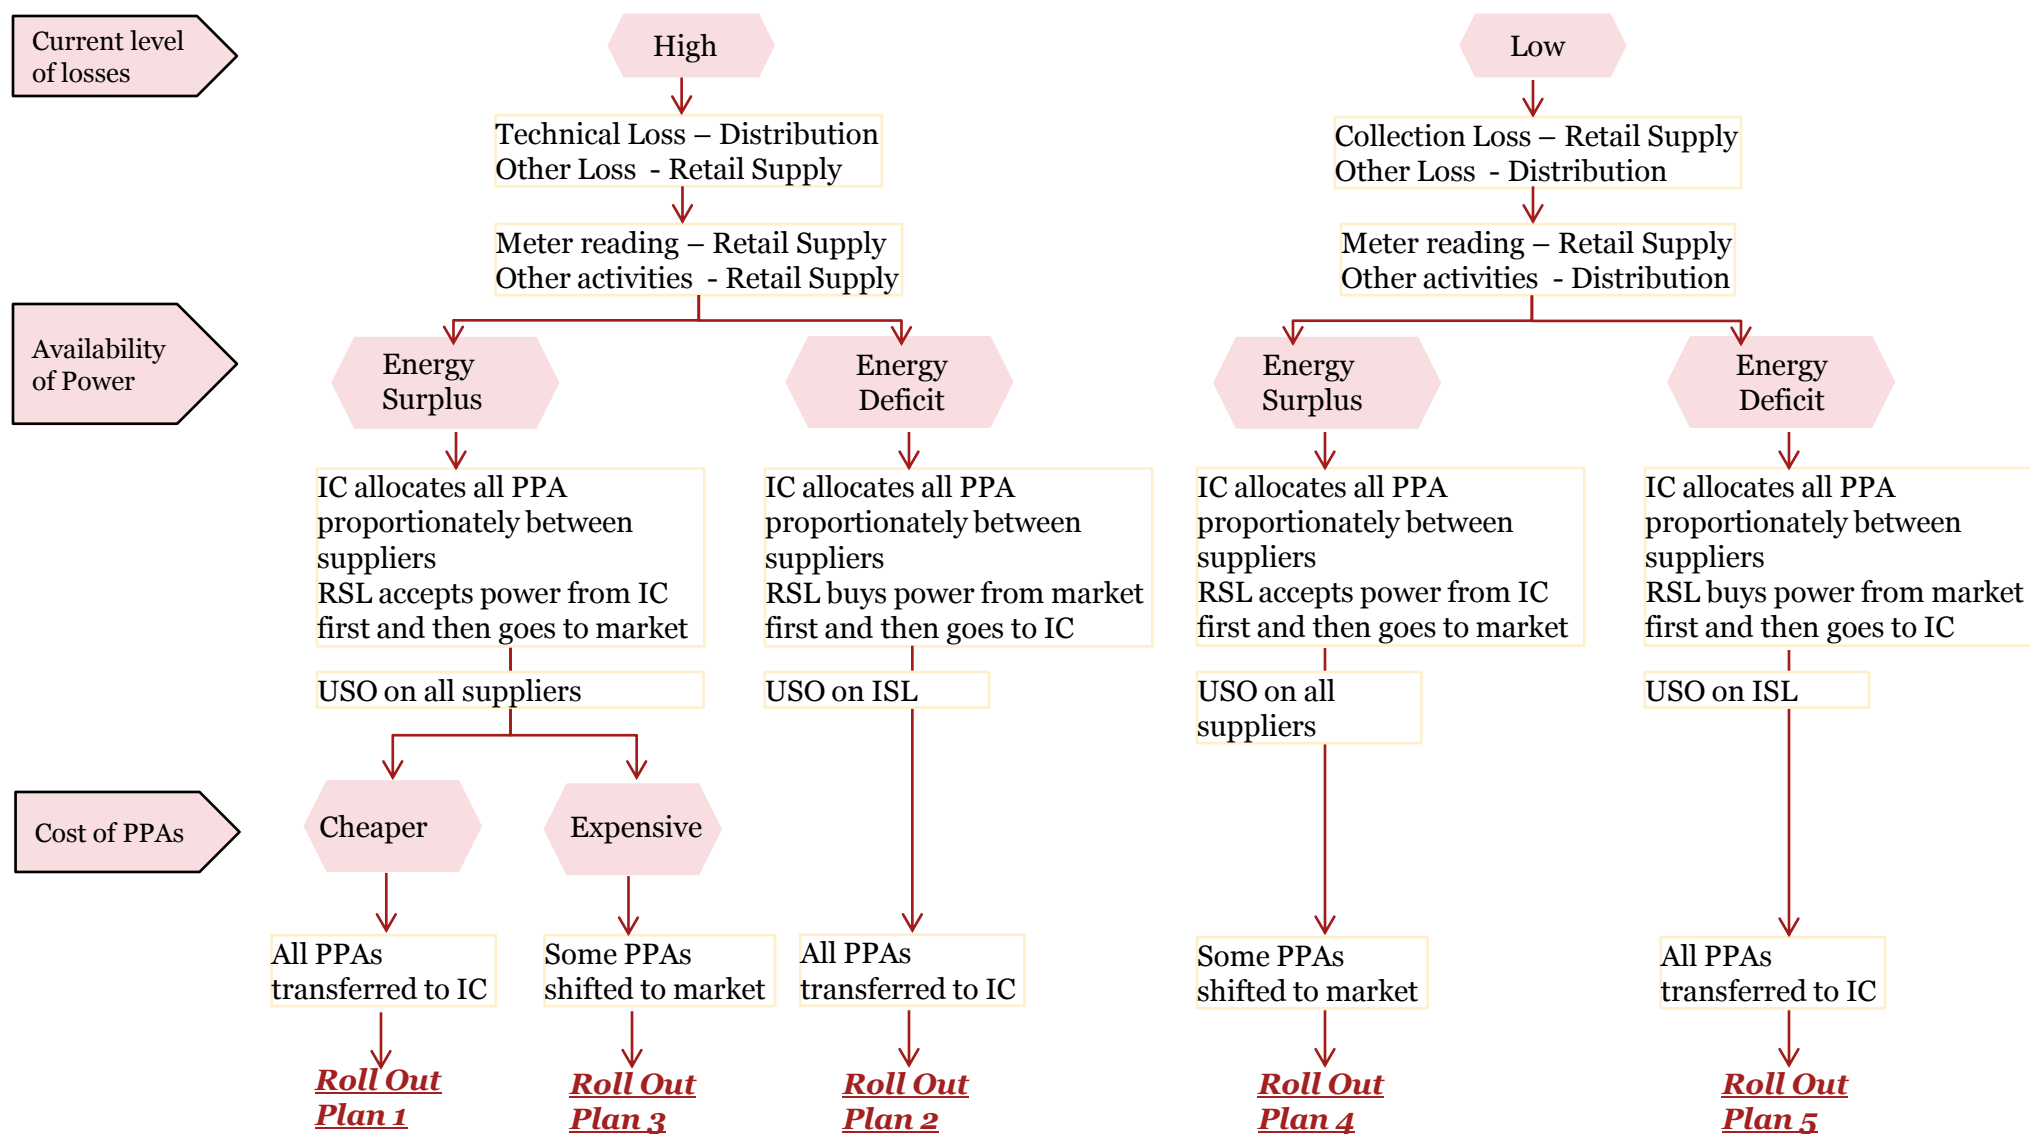 Current level
of losses
High
Low
Technical Loss – Distribution
Other Loss  - Retail Supply
Collection Loss – Retail Supply
Other Loss  - Distribution
Meter reading – Retail Supply
Other activities  - Retail Supply
Meter reading – Retail Supply
Other activities  - Distribution
Availability
of Power
Energy
Surplus
Energy
Deficit
Energy
Surplus
Energy
Deficit
IC allocates all PPA
proportionately between
suppliers
RSL accepts power from IC
first and then goes to market
IC allocates all PPA
proportionately between
suppliers
RSL buys power from market
first and then goes to IC
IC allocates all PPA
proportionately between
suppliers
RSL accepts power from IC
first and then goes to market
IC allocates all PPA
proportionately between
suppliers
RSL buys power from market
first and then goes to IC
USO on all suppliers
USO on ISL
USO on all
suppliers
USO on ISL
Cost of PPAs
Cheaper
Expensive
All PPAs
transferred to IC
Some PPAs
shifted to market
All PPAs
transferred to IC
Some PPAs
shifted to market
All PPAs
transferred to IC
Roll Out
Plan 1
Roll Out
Plan 3
Roll Out
Plan 2
Roll Out
Plan 4
Roll Out
Plan 5